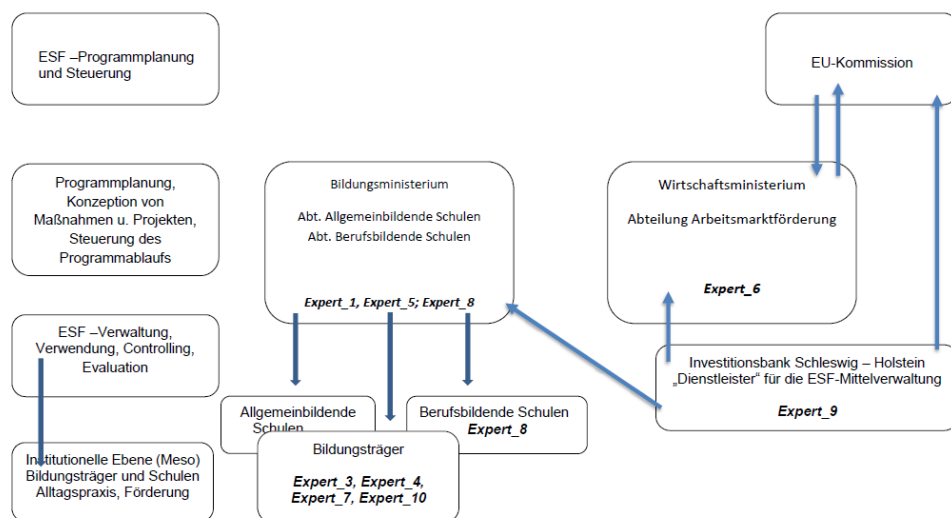 ESF –Programmplanung
und Steuerung
EU-Kommission
Programmplanung,
Konzeption von
Maßnahmen u. Projekten,
Steuerung des
Programmablaufs
Bildungsministerium
Abt. Allgemeinbildende Schulen
Abt. Berufsbildende Schulen
Expert_1, Expert_5; Expert_8
Wirtschaftsministerium
Abteilung Arbeitsmarktförderung
Expert_6
ESF –Verwaltung,
Verwendung, Controlling,
Evaluation
Investitionsbank Schleswig – Holstein
„Dienstleister“ für die ESF-Mittelverwaltung
Expert_9
Allgemeinbildende
Schulen
Berufsbildende Schulen
Expert_8
Bildungsträger
Expert_3, Expert_4,
Expert_7, Expert_10
Institutionelle Ebene (Meso)
Bildungsträger und Schulen
Alltagspraxis, Förderung